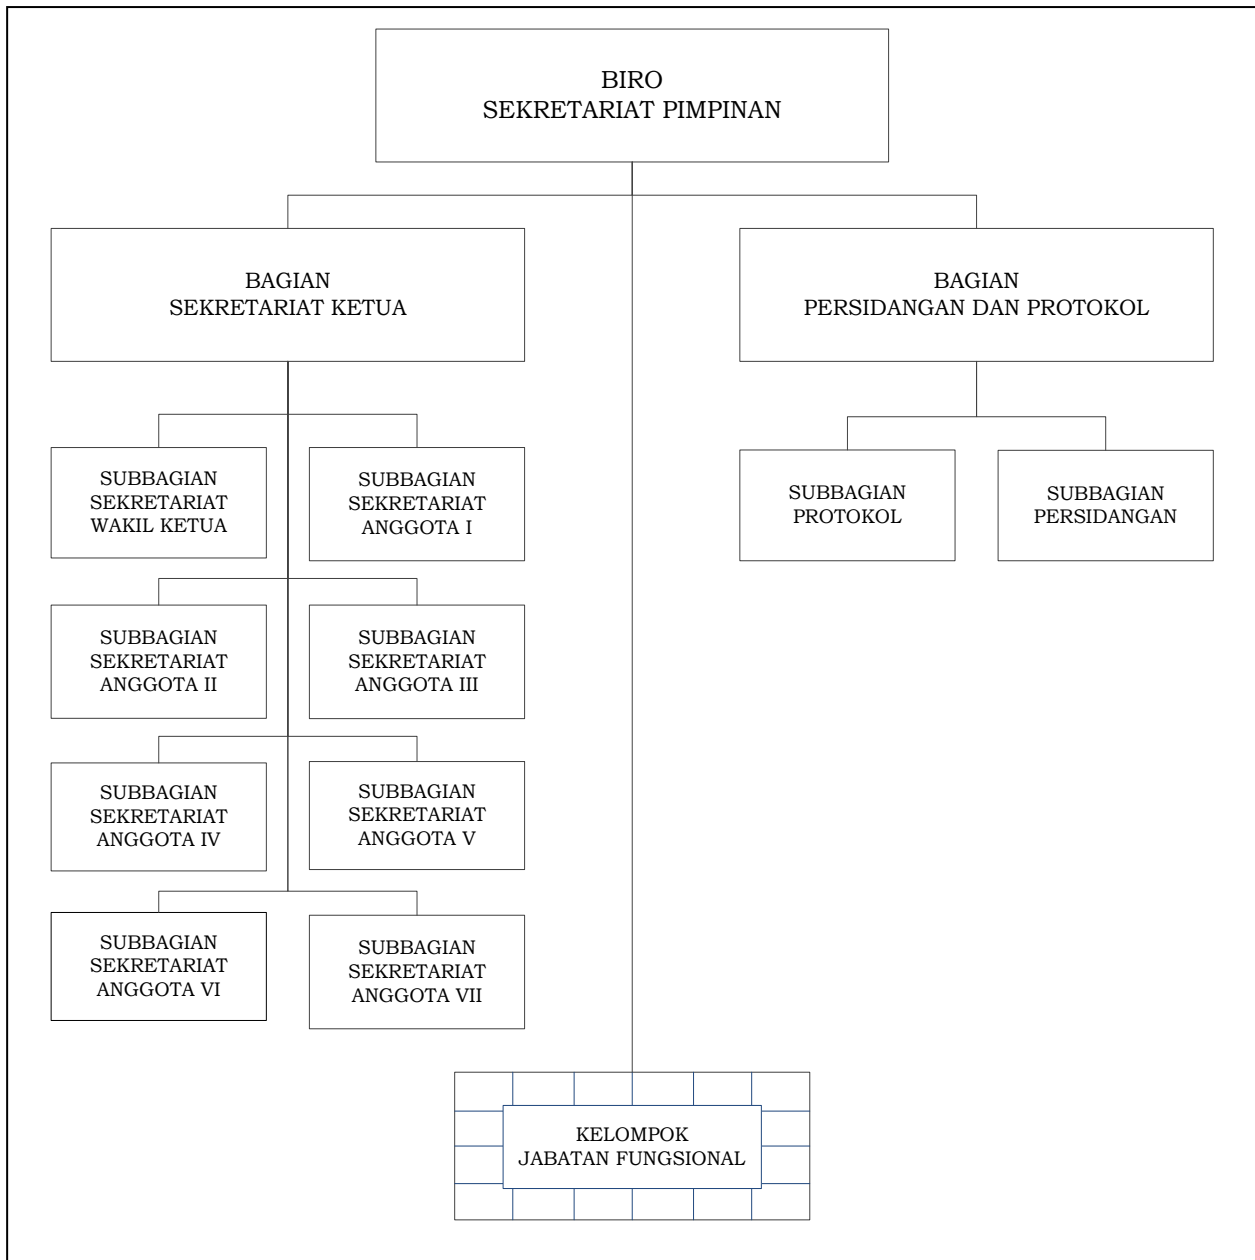 BIRO
SEKRETARIAT PIMPINAN
BAGIAN
SEKRETARIAT KETUA
BAGIAN
PERSIDANGAN DAN PROTOKOL
SUBBAGIAN
SEKRETARIAT
WAKIL KETUA
SUBBAGIAN
SEKRETARIAT
ANGGOTA I
SUBBAGIAN
PROTOKOL
SUBBAGIAN
PERSIDANGAN
SUBBAGIAN
SEKRETARIAT
ANGGOTA II
SUBBAGIAN
SEKRETARIAT
ANGGOTA III
SUBBAGIAN
SEKRETARIAT
ANGGOTA IV
SUBBAGIAN
SEKRETARIAT
ANGGOTA V
SUBBAGIAN
SEKRETARIAT
ANGGOTA VI
SUBBAGIAN
SEKRETARIAT
ANGGOTA VII
KELOMPOK
JABATAN FUNGSIONAL